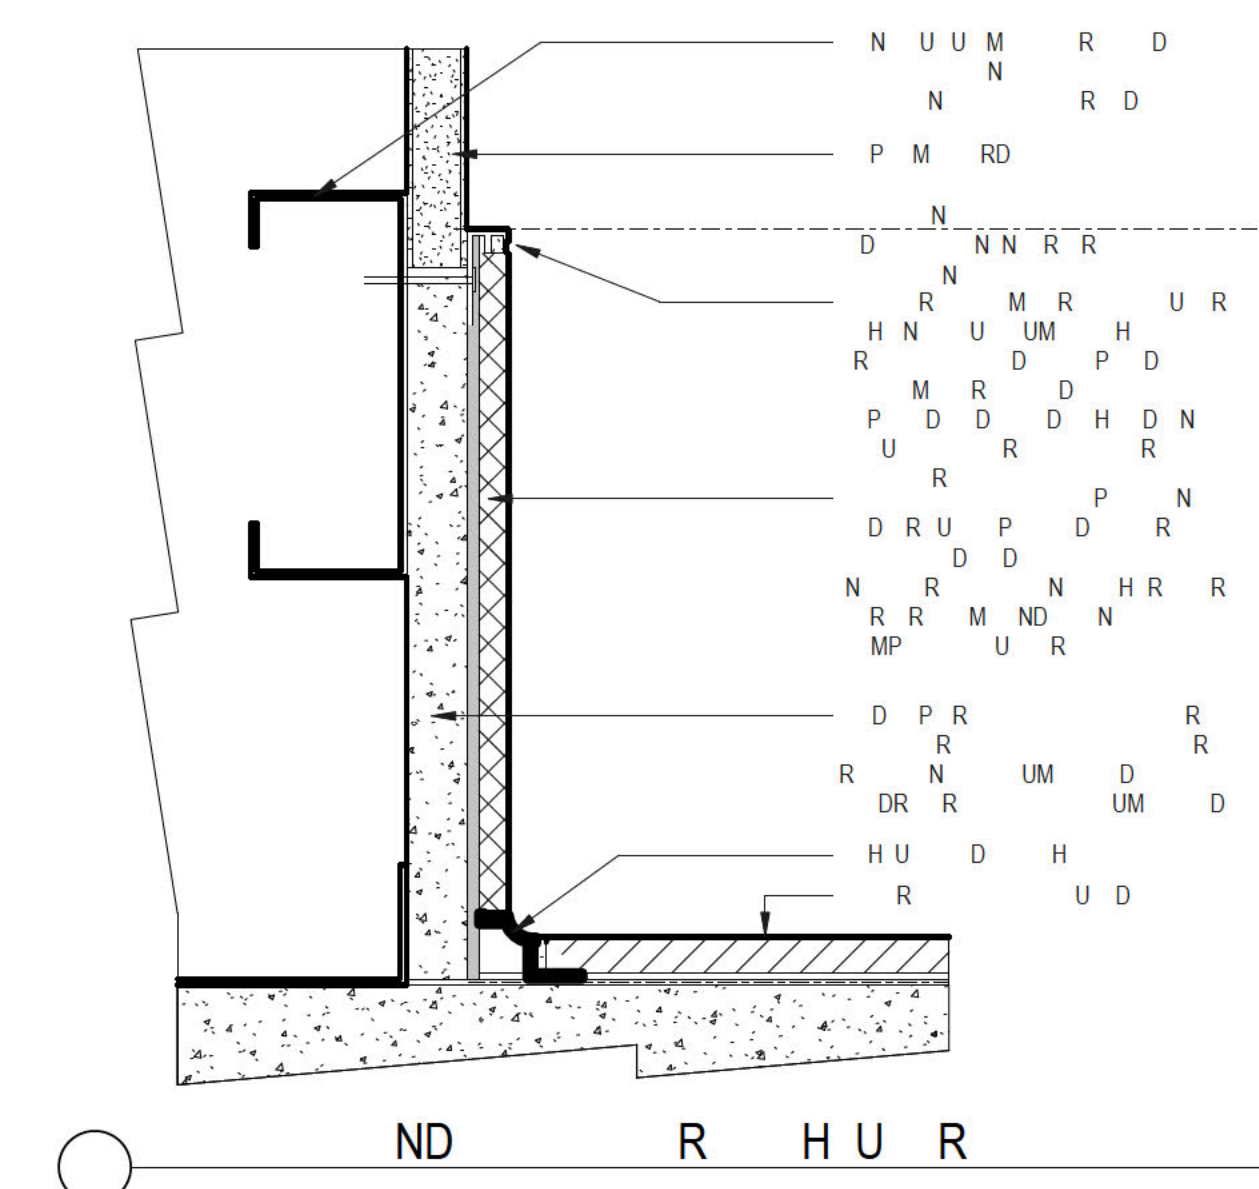 N U U M R D
N
N R D
P M RD
N
D N N R R
N
R M R U R
H N U UM H
R D P D
M R D
P D D D H D N
U R R
R
P N
D R U P D R
D D
N R N H R R
R R M ND N
MP U R
D P R R
R R
R N UM D
DR R UM D
H U D H
R U D
ND R H U R